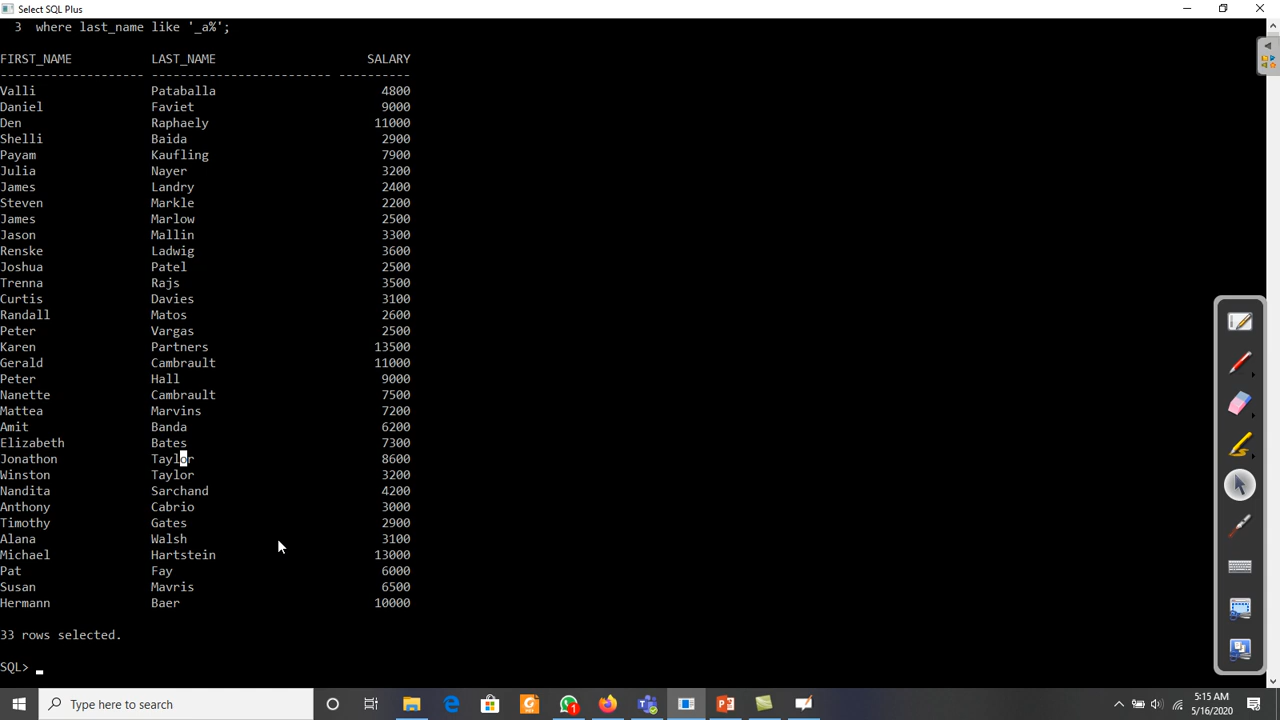 Select SQL Plus
3 where last_name like '_a%';
FIRST_NAME LAST_NAME SALARY
-------------------- ------------------------- ----------
Valli Pataballa 4800
Daniel Faviet 9000
Den Raphaely 11000
Shelli Baida 2900
Payam Kaufling 7900
Julia Nayer 3200
James Landry 2400
Steven Markle 2200
James Marlow 2500
Jason Mallin 3300
Renske Ladwig 3600
Joshua Patel 2500
Trenna Rajs 3500
Curtis Davies 3100
Randall Matos 2600
Peter Vargas 2500
Karen Partners 13500
Gerald Cambrault 11000
Peter Hall 9000
Nanette Cambrault 7500
Mattea Marvins 7200
Amit Banda 6200
Elizabeth Bates 7300
Jonathon Taylor 8600
Winston Taylor 3200
Nandita Sarchand 4200
Anthony Cabrio 3000
Timothy Gates 2900
Alana Walsh 3100
Michael Hartstein 13000
Pat Fay 6000
Susan Mavris 6500
Hermann Baer 10000
33 rows selected.
SQL> _
Type here to search
1
5:15 AM
5/16/2020